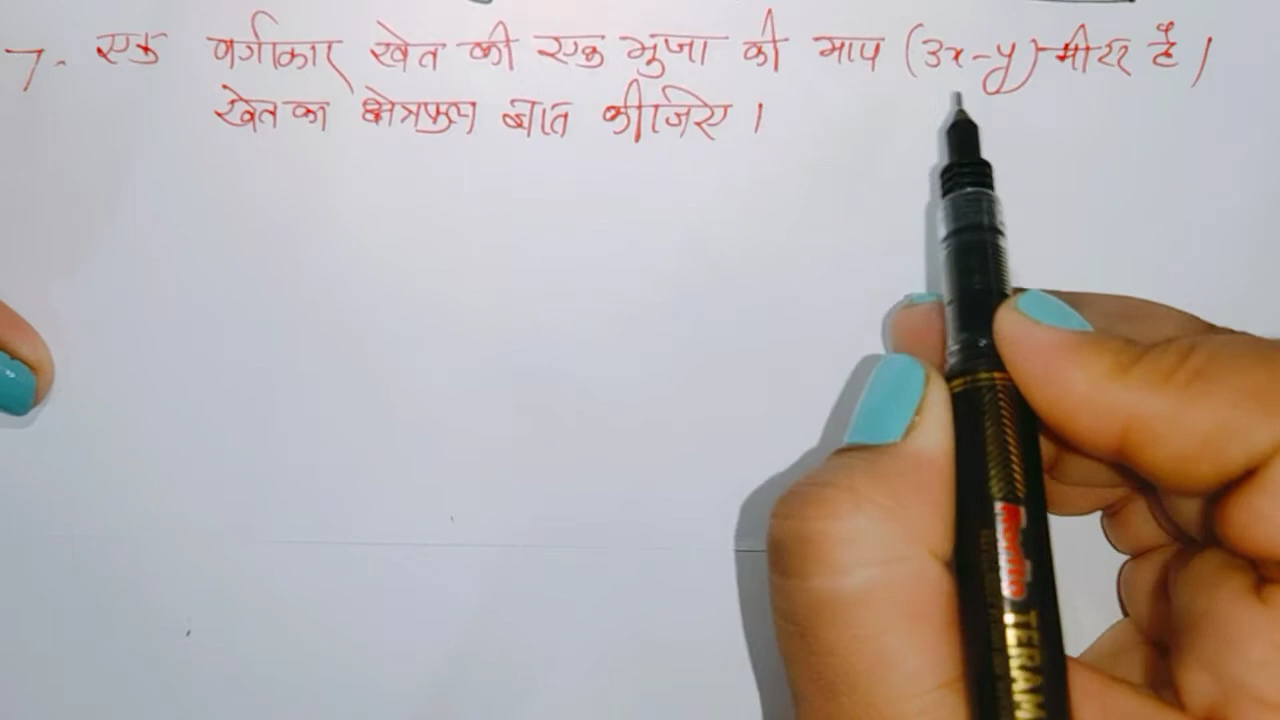 7. एक वर्गाकार खेत की एक भुजा की माप (3x-y) मीटर है।
खेत का क्षेत्रफल ज्ञात कीजिए।